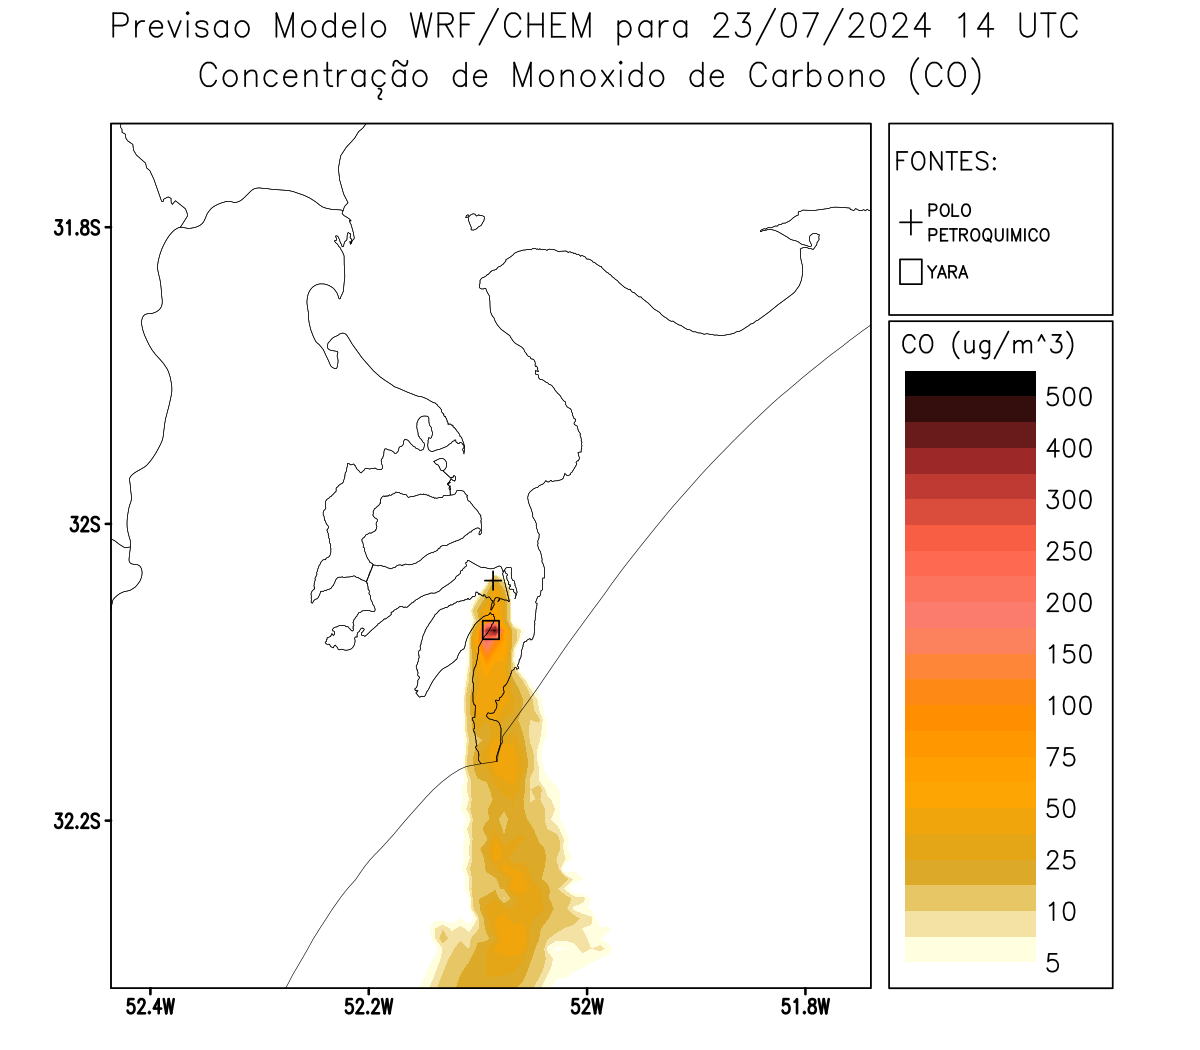 Previsao Modelo WRF/CHEM para 23/07/2024 14 UTC
Concentração de Monoxido de Carbono (CO)
FONTES:
POLO
PETROQUIMICO
YARA
CO (ug/m^3)
500
400
300
250
200
150
100
75
50
25
10
5
31.8S
32S
32.2S
52.4W
52.2W
52W
51.8W